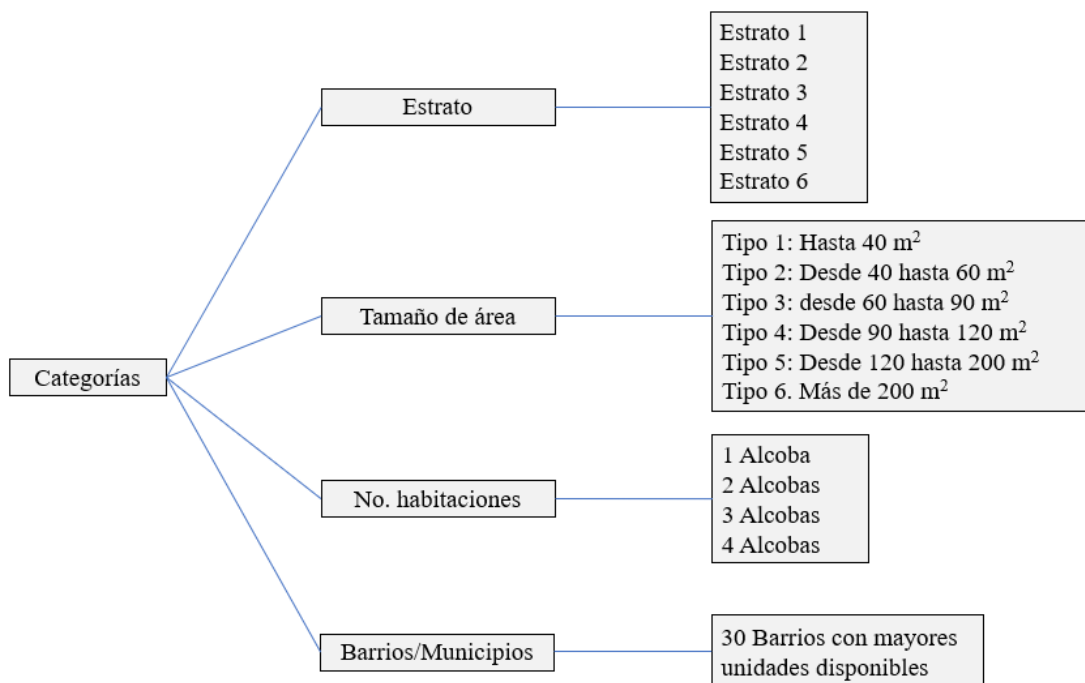 Categorías
Estrato
Estrato 1
Estrato 2
Estrato 3
Estrato 4
Estrato 5
Estrato 6
Tamaño de área
Tipo 1: Hasta 40 m²
Tipo 2: Desde 40 hasta 60 m²
Tipo 3: desde 60 hasta 90 m²
Tipo 4: Desde 90 hasta 120 m²
Tipo 5: Desde 120 hasta 200 m²
Tipo 6. Más de 200 m²
No. habitaciones
1 Alcoba
2 Alcobas
3 Alcobas
4 Alcobas
Barrios/Municipios
30 Barrios con mayores
unidades disponibles